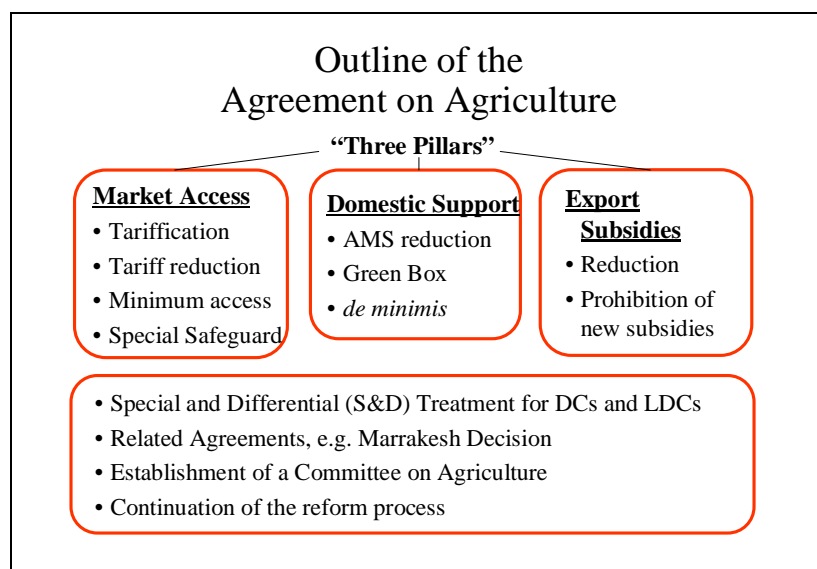 Outline of the
Agreement on Agriculture
“Three Pillars”
Market Access
• Tariffication
• Tariff reduction
• Minimum access
• Special Safeguard
Domestic Support
• AMS reduction
• Green Box
• de minimis
Export
Subsidies
• Reduction
• Prohibition of
new subsidies
• Special and Differential (S&D) Treatment for DCs and LDCs
• Related Agreements, e.g. Marrakesh Decision
• Establishment of a Committee on Agriculture
• Continuation of the reform process